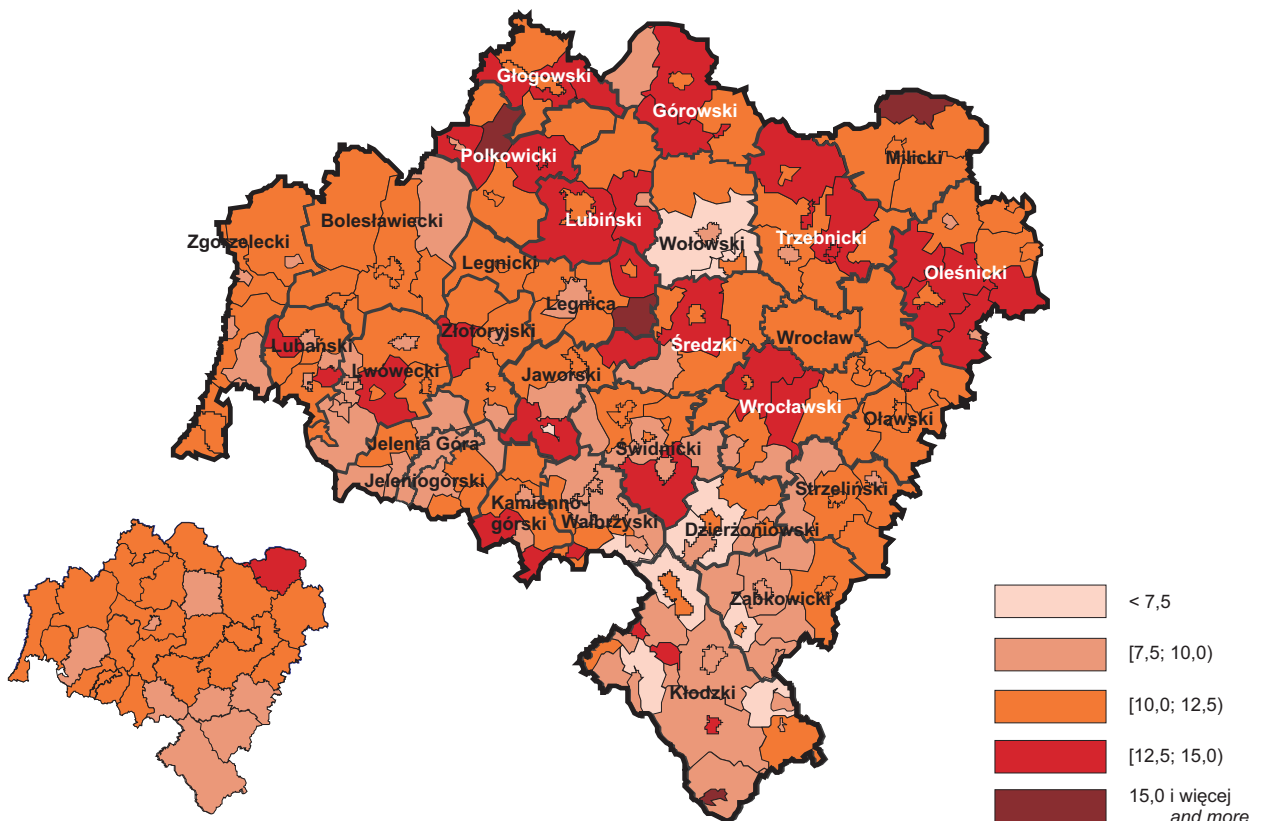 Głogowski
Górowski
Polkowicki
Milicki
Bolesławiecki
Lubiński
Zgorzelecki
Wołowski
Trzebnicki
Legnicki
Oleśnicki
Legnica
Złotoryjski
Wrocław
Lubański
Średzki
Lwówecki
Jaworski
Wrocławski
Oławski
Jelenia Góra
Świdnicki
Jeleniogórski
Strzeliński
Kamienno-
górski
Wałbrzyski
Dzierżoniowski
Ząbkowicki
Kłodzki
< 7,5
[7,5; 10,0)
[10,0; 12,5)
[12,5; 15,0)
15,0 i więcej
and more